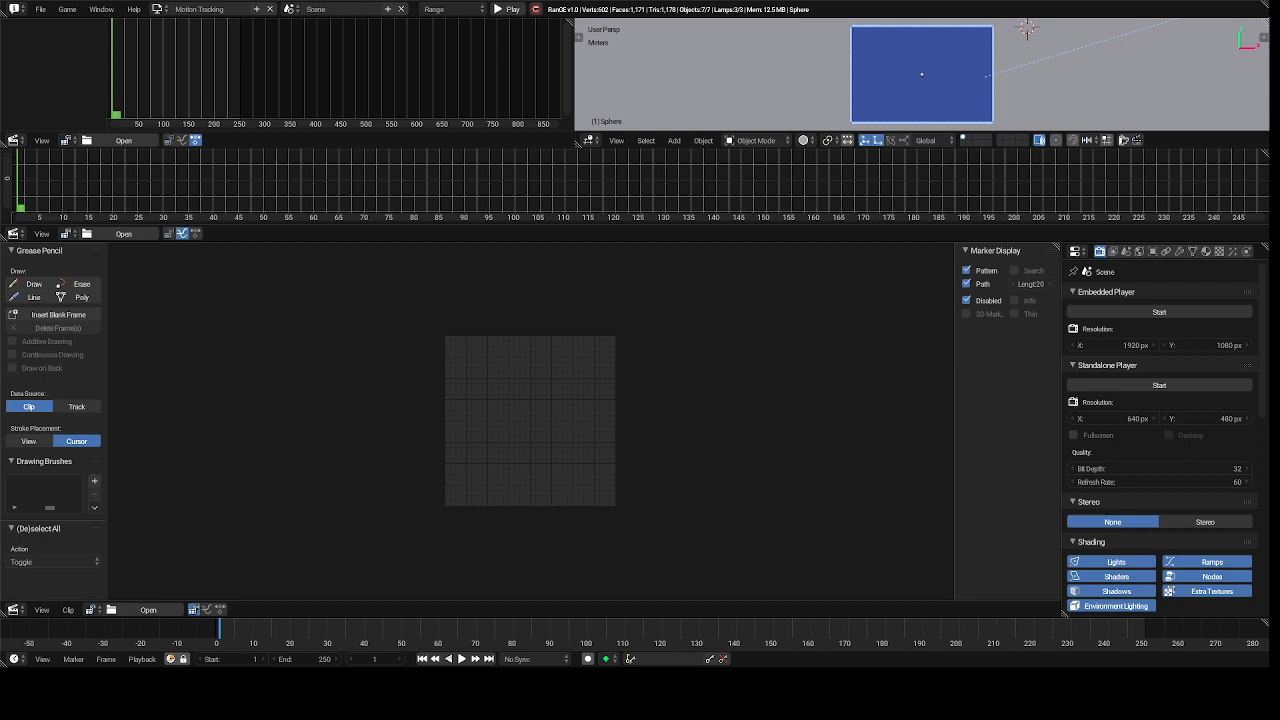 File Game Window Help Motion Tracking Scene Range Play RanGE v1.0 | Verts:602 | Faces:1,171 | Tris:1,178 | Objects:7/7 | Lamps:3/3 | Mem: 12.5 MB | Sphere
User Persp
Meters
(1) Sphere
50 100 150 200 250 300 350 400 450 500 550 600 650 700 750 800 850
View Open
View Select Add Object Object Mode Global
5 10 15 20 25 30 35 40 45 50 55 60 65 70 75 80 85 90 95 100 105 110 115 120 125 130 135 140 145 150 155 160 165 170 175 180 185 190 195 200 205 210 215 220 225 230 235 240 245
View Open
Grease Pencil
Draw:
Draw Erase
Line Poly
Insert Blank Frame
Delete Frame(s)
Additive Drawing
Continuous Drawing
Draw on Back
Data Source:
Clip Track
Stroke Placement:
View Cursor
Drawing Brushes
(De)select All
Action
Toggle
Marker Display
Pattern Search
Path Lengt:20
Disabled Info
3D Mark.. Thin
Scene
Embedded Player
Start
Resolution:
X: 1920 px Y: 1080 px
Standalone Player
Start
Resolution:
X: 640 px Y: 480 px
Fullscreen Desktop
Quality:
Bit Depth: 32
Refresh Rate: 60
Stereo
None Stereo
Shading
Lights Ramps
Shaders Nodes
Shadows Extra Textures
Environment Lighting
View Clip Open
-50 -40 -30 -20 -10 0 10 20 30 40 50 60 70 80 90 100 110 120 130 140 150 160 170 180 190 200 210 220 230 240 250 260 270 280
View Marker Frame Playback Start: 1 End: 250 1 No Sync